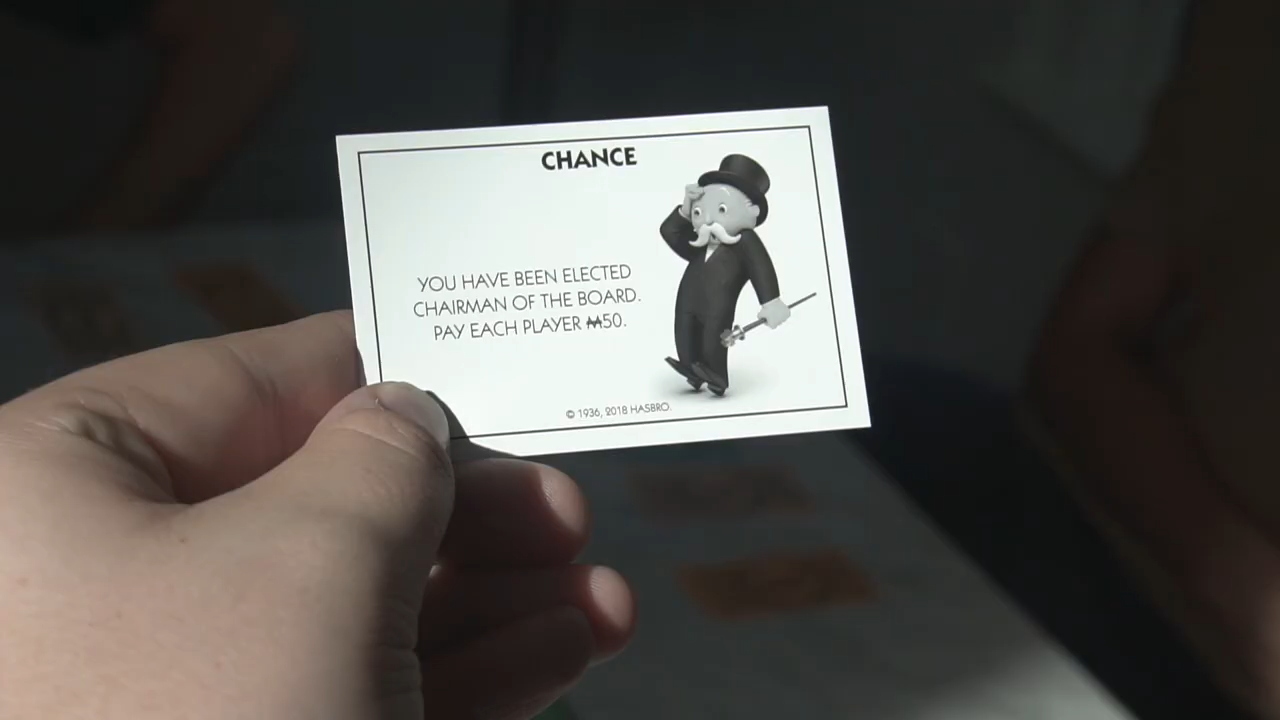 CHANCE
YOU HAVE BEEN ELECTED
CHAIRMAN OF THE BOARD.
PAY EACH PLAYER ₩50.
© 1936, 2018 HASBRO.